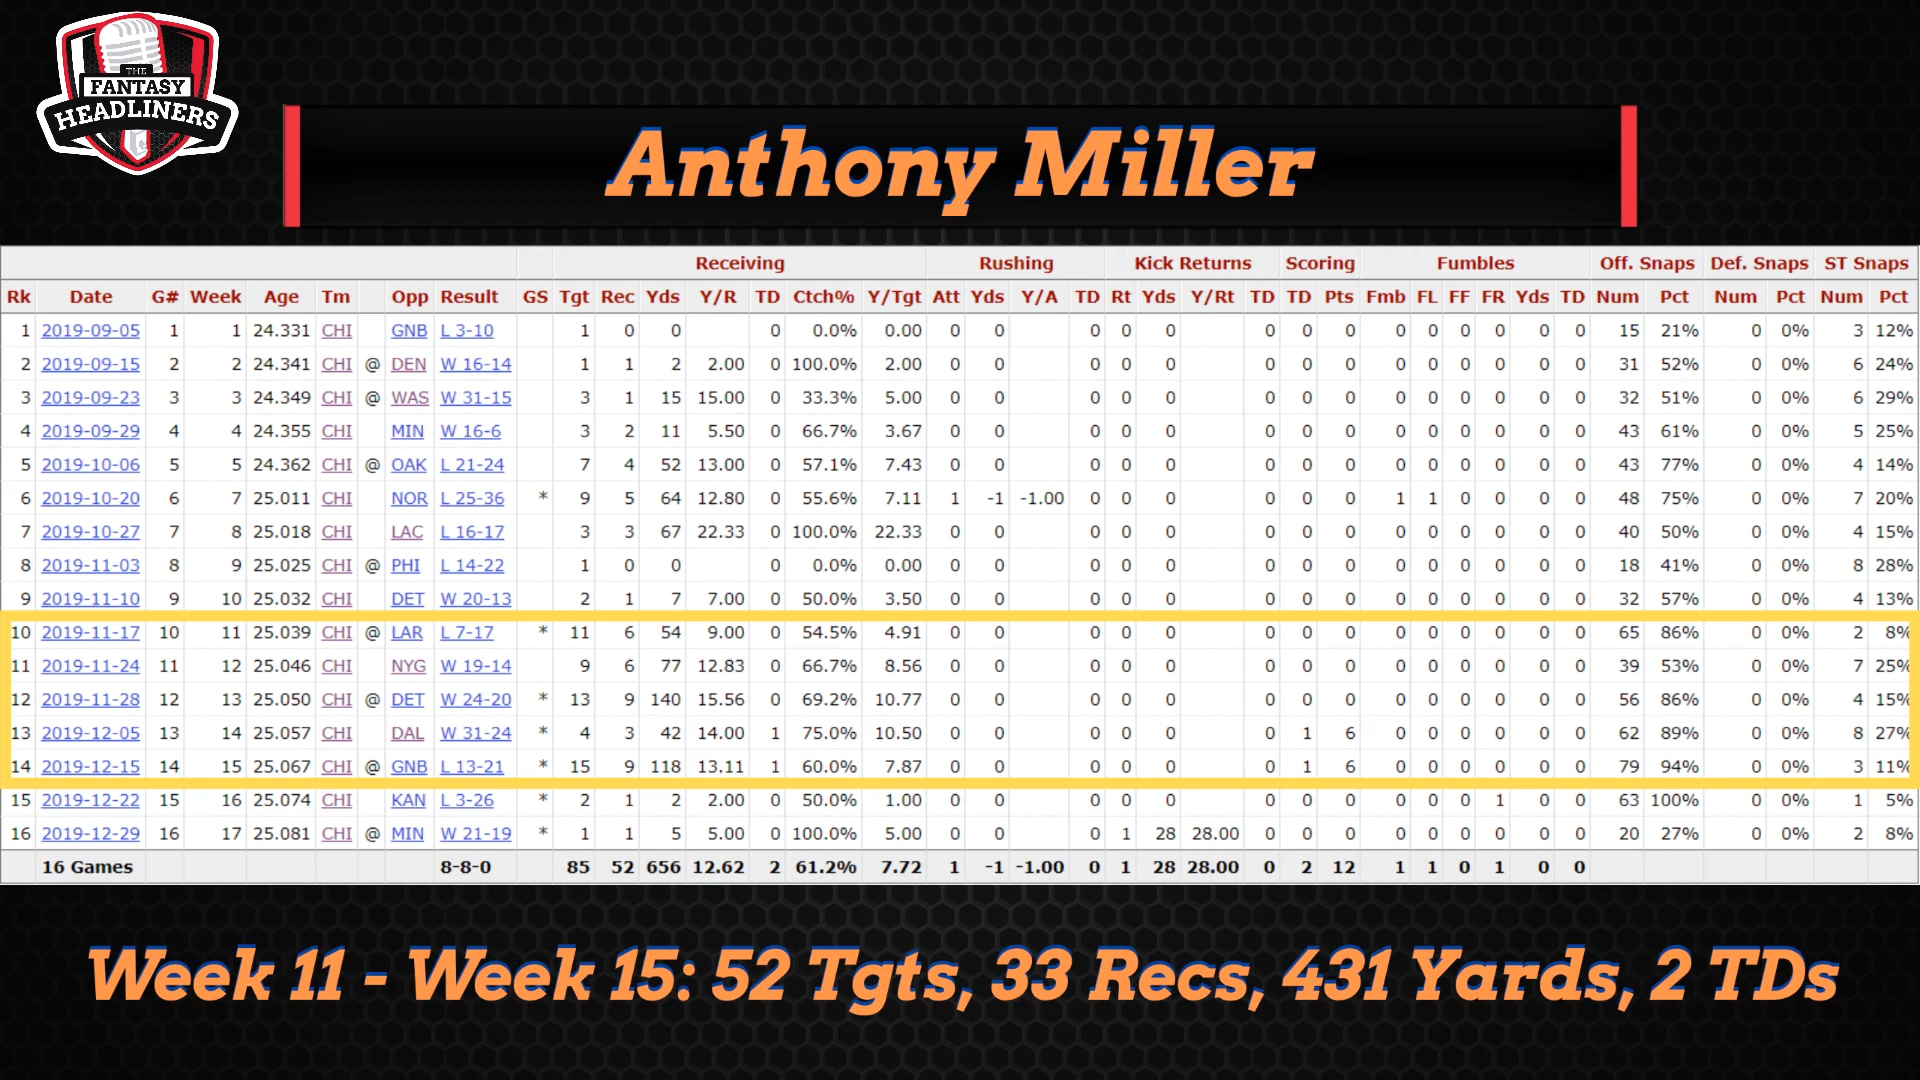 THE
FANTASY
HEADLINERS
Anthony Miller
Receiving Rushing Kick Returns Scoring Fumbles Off. Snaps Def. Snaps ST Snaps
Rk Date G# Week Age Tm Opp Result GS Tgt Rec Yds Y/R TD Ctch% Y/Tgt Att Yds Y/A TD Rt Yds Y/Rt TD TD Pts Fmb FL FF FR Yds TD Num Pct Num Pct Num Pct
1 2019-09-05 1 1 24.331 CHI GNB L 3-10 1 0 0 0 0.0% 0.00 0 0 0 0 0 0 0 0 0 0 0 0 0 0 15 21% 0 0% 3 12%
2 2019-09-15 2 2 24.341 CHI @ DEN W 16-14 1 1 2 2.00 0 100.0% 2.00 0 0 0 0 0 0 0 0 0 0 0 0 0 0 31 52% 0 0% 6 24%
3 2019-09-23 3 3 24.349 CHI @ WAS W 31-15 3 1 15 15.00 0 33.3% 5.00 0 0 0 0 0 0 0 0 0 0 0 0 0 0 32 51% 0 0% 6 29%
4 2019-09-29 4 4 24.355 CHI MIN W 16-6 3 2 11 5.50 0 66.7% 3.67 0 0 0 0 0 0 0 0 0 0 0 0 0 0 43 61% 0 0% 5 25%
5 2019-10-06 5 5 24.362 CHI @ OAK L 21-24 7 4 52 13.00 0 57.1% 7.43 0 0 0 0 0 0 0 0 0 0 0 0 0 0 43 77% 0 0% 4 14%
6 2019-10-20 6 7 25.011 CHI NOR L 25-36 * 9 5 64 12.80 0 55.6% 7.11 1 -1 -1.00 0 0 0 0 0 0 1 1 0 0 0 0 48 75% 0 0% 7 20%
7 2019-10-27 7 8 25.018 CHI LAC L 16-17 3 3 67 22.33 0 100.0% 22.33 0 0 0 0 0 0 0 0 0 0 0 0 0 0 40 50% 0 0% 4 15%
8 2019-11-03 8 9 25.025 CHI @ PHI L 14-22 1 0 0 0 0.0% 0.00 0 0 0 0 0 0 0 0 0 0 0 0 0 0 18 41% 0 0% 8 28%
9 2019-11-10 9 10 25.032 CHI DET W 20-13 2 1 7 7.00 0 50.0% 3.50 0 0 0 0 0 0 0 0 0 0 0 0 0 0 32 57% 0 0% 4 13%
10 2019-11-17 10 11 25.039 CHI @ LAR L 7-17 * 11 6 54 9.00 0 54.5% 4.91 0 0 0 0 0 0 0 0 0 0 0 0 0 0 65 86% 0 0% 2 8%
11 2019-11-24 11 12 25.046 CHI NYG W 19-14 9 6 77 12.83 0 66.7% 8.56 0 0 0 0 0 0 0 0 0 0 0 0 0 0 39 53% 0 0% 7 25%
12 2019-11-28 12 13 25.050 CHI @ DET W 24-20 * 13 9 140 15.56 0 69.2% 10.77 0 0 0 0 0 0 0 0 0 0 0 0 0 0 56 86% 0 0% 4 15%
13 2019-12-05 13 14 25.057 CHI DAL W 31-24 * 4 3 42 14.00 1 75.0% 10.50 0 0 0 0 0 0 1 6 0 0 0 0 0 0 62 89% 0 0% 8 27%
14 2019-12-15 14 15 25.067 CHI @ GNB L 13-21 * 15 9 118 13.11 1 60.0% 7.87 0 0 0 0 0 0 1 6 0 0 0 0 0 0 79 94% 0 0% 3 11%
15 2019-12-22 15 16 25.074 CHI KAN L 3-26 * 2 1 2 2.00 0 50.0% 1.00 0 0 0 0 0 0 0 0 0 0 0 1 0 0 63 100% 0 0% 1 5%
16 2019-12-29 16 17 25.081 CHI @ MIN W 21-19 * 1 1 5 5.00 0 100.0% 5.00 0 0 0 1 28 28.00 0 0 0 0 0 0 0 0 0 20 27% 0 0% 2 8%
16 Games 8-8-0 85 52 656 12.62 2 61.2% 7.72 1 -1 -1.00 0 1 28 28.00 0 2 12 1 1 0 1 0 0
Week 11 - Week 15: 52 Tgts, 33 Recs, 431 Yards, 2 TDs